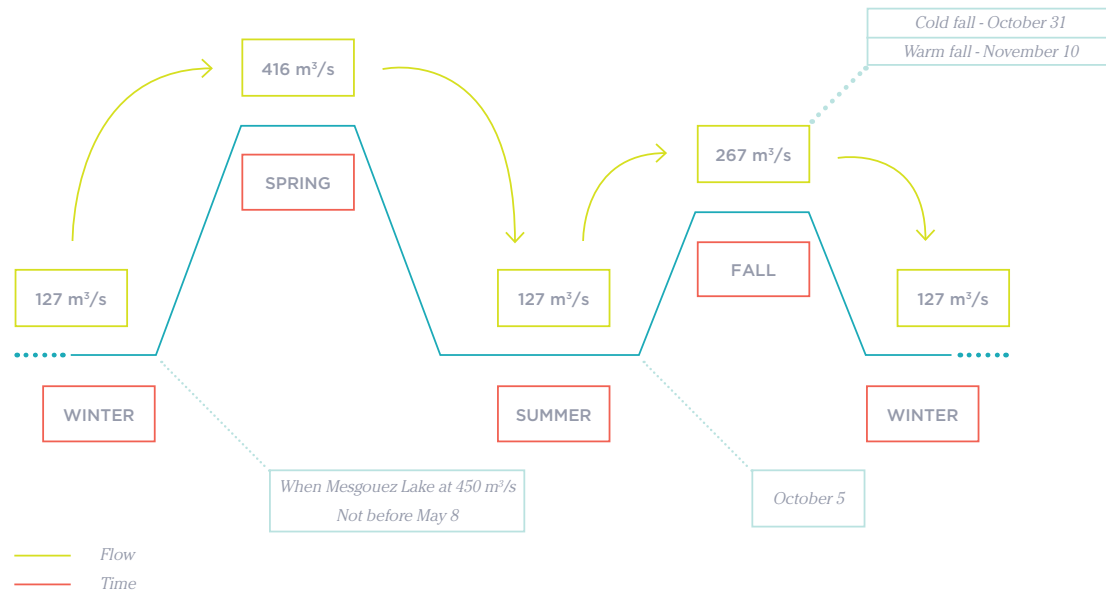 Cold fall - October 31
Warm fall - November 10
416 m³/s
267 m³/s
SPRING
FALL
127 m³/s
127 m³/s
127 m³/s
WINTER
SUMMER
WINTER
When Mesgouez Lake at 450 m³/s
Not before May 8
October 5
Flow
Time